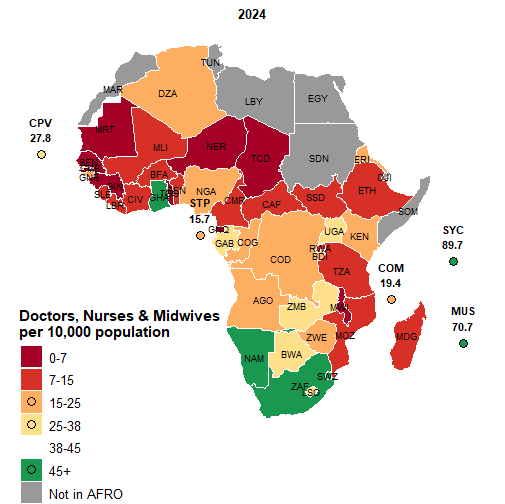 2024
TUN
MAR
DZA
LBY
EGY
CPV
27.8
MRT
MLI
NER
TCD
SDN
ERI
DJI
SEN
GNB
GIN
BFA
BEN
NGA
SLE
LBR
CIV
GHA
CMR
CAF
SSD
ETH
SOM
STP
15.7
GNQ
GAB
COG
COD
UGA
KEN
RWA
BDI
SYC
89.7
TZA
COM
19.4
AGO
ZMB
MWI
MOZ
MDG
MUS
70.7
ZWE
NAM
BWA
SWZ
ZAF
LSO
Doctors, Nurses & Midwives
per 10,000 population
0-7
7-15
15-25
25-38
38-45
45+
Not in AFRO